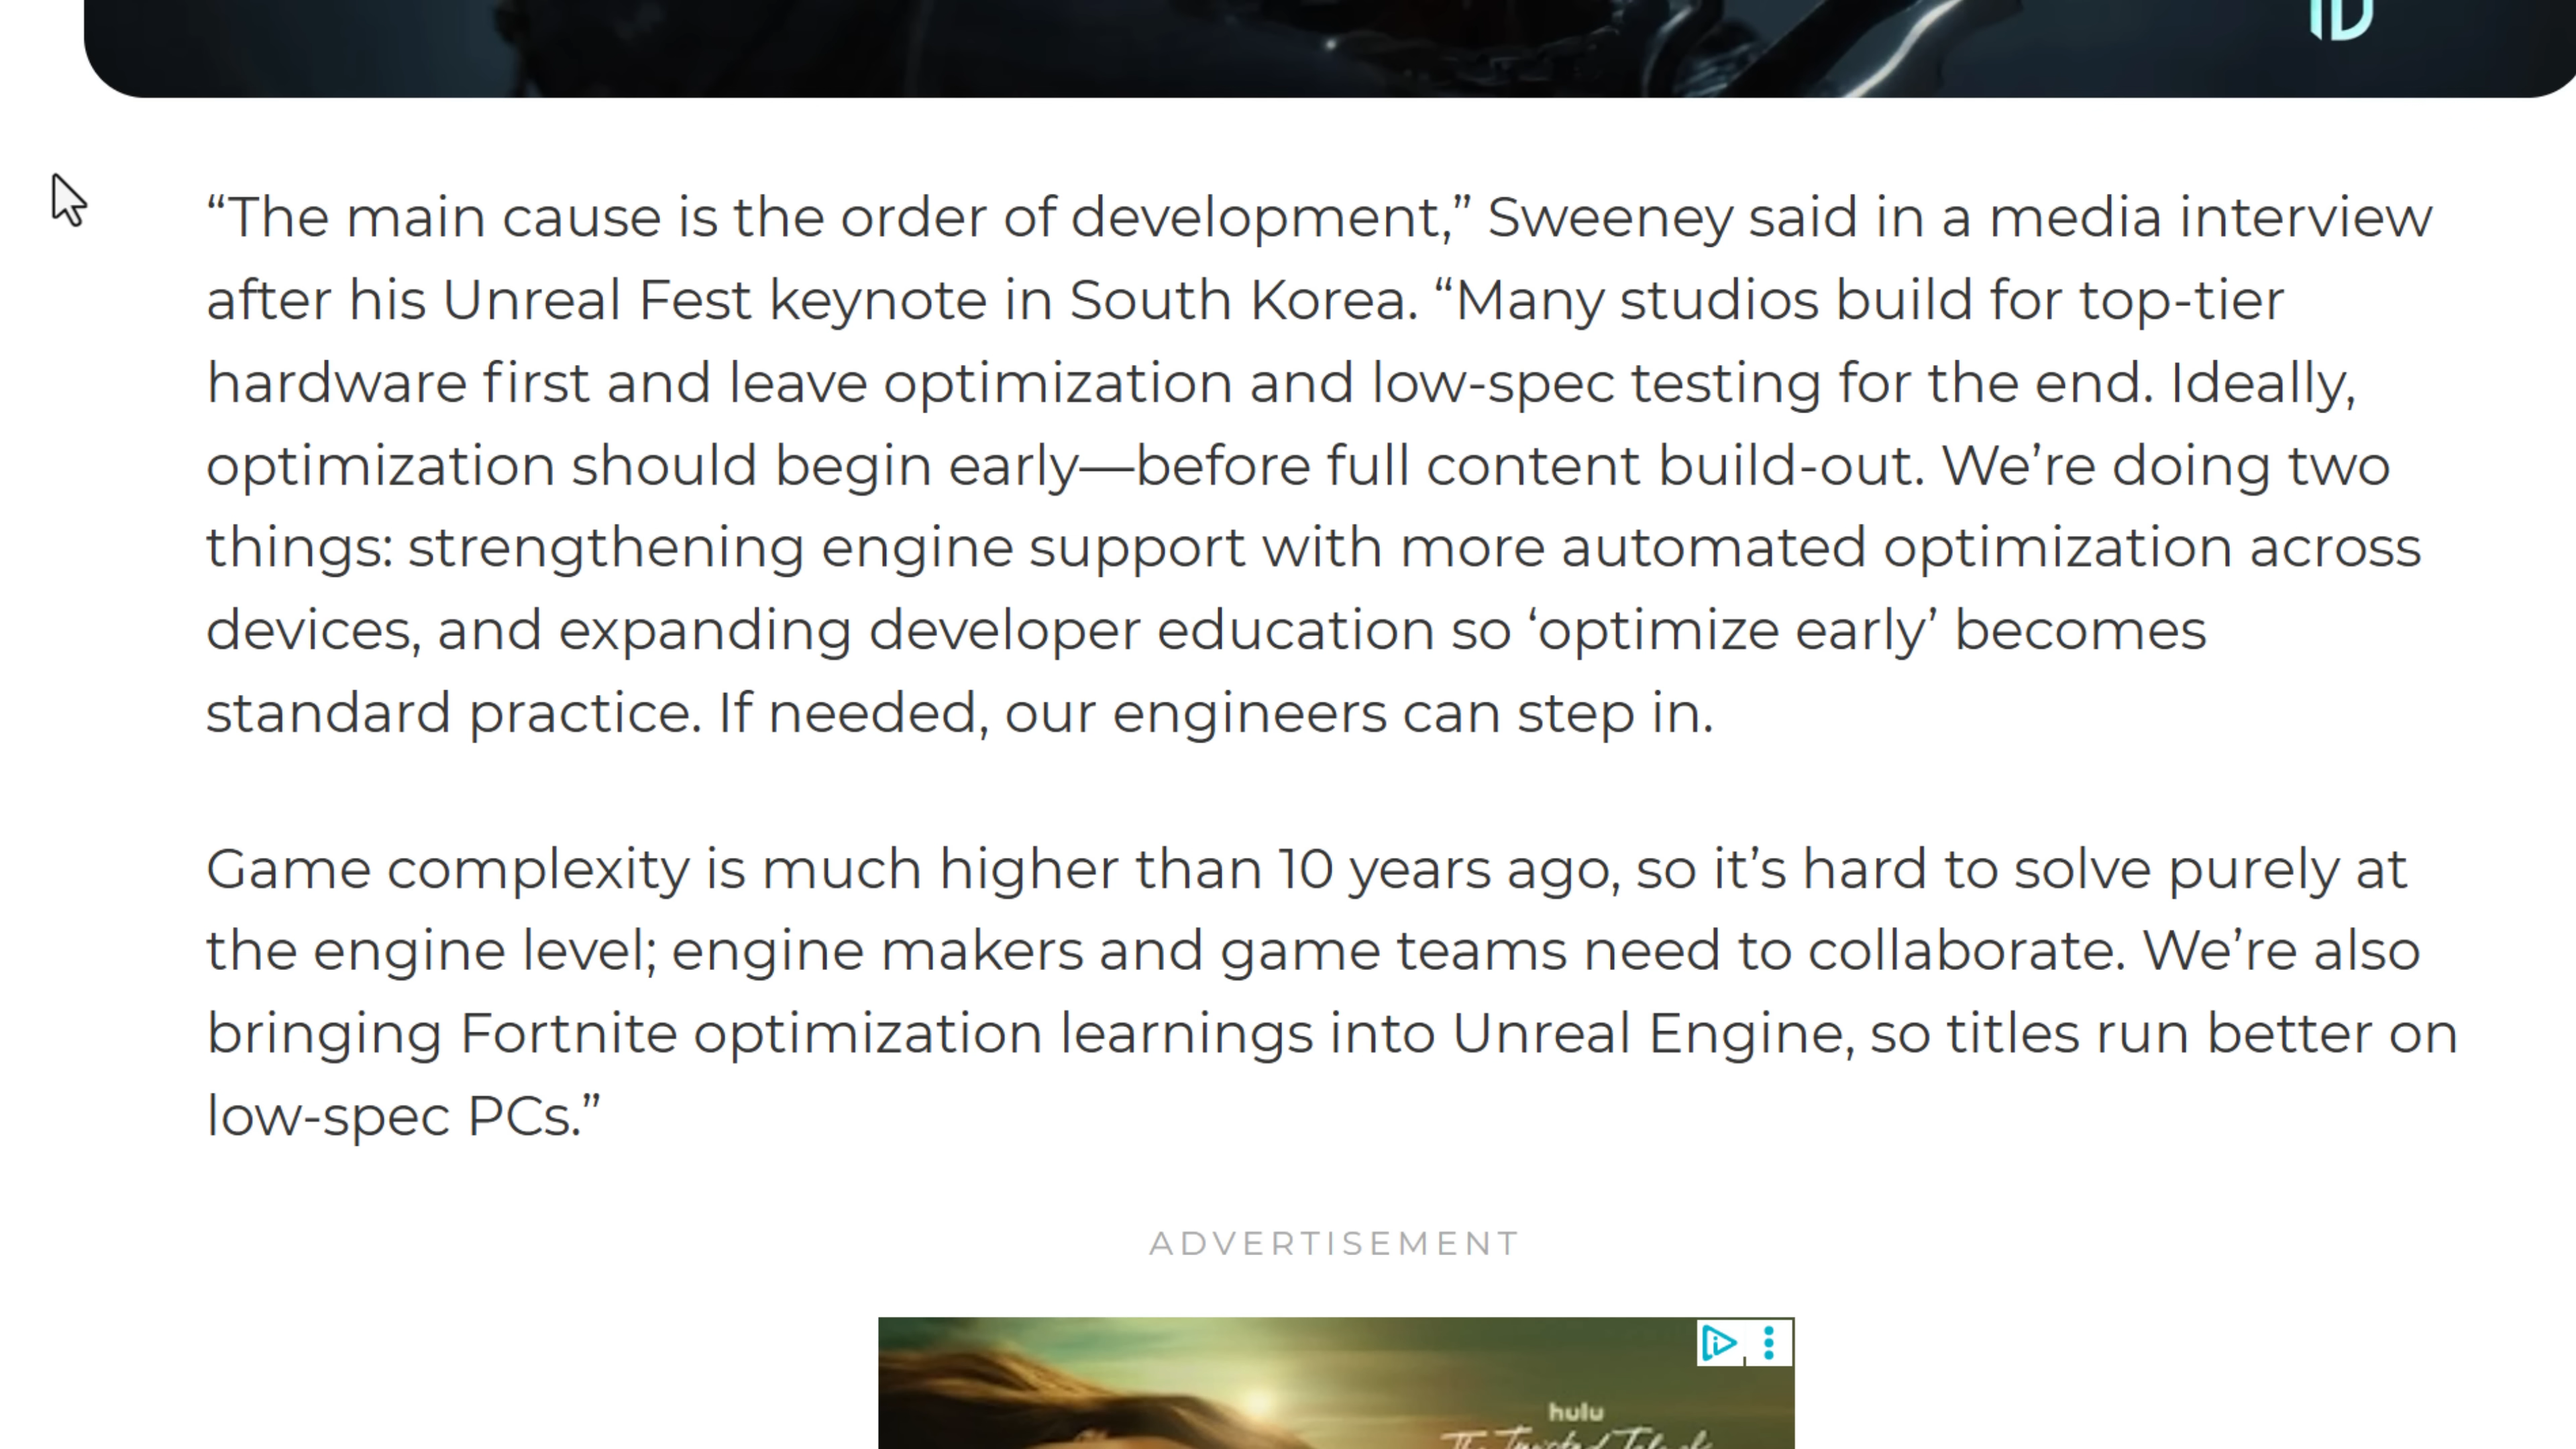 “The main cause is the order of development,” Sweeney said in a media interview
after his Unreal Fest keynote in South Korea. “Many studios build for top-tier
hardware first and leave optimization and low-spec testing for the end. Ideally,
optimization should begin early—before full content build-out. We’re doing two
things: strengthening engine support with more automated optimization across
devices, and expanding developer education so ‘optimize early’ becomes
standard practice. If needed, our engineers can step in.
Game complexity is much higher than 10 years ago, so it’s hard to solve purely at
the engine level; engine makers and game teams need to collaborate. We’re also
bringing Fortnite optimization learnings into Unreal Engine, so titles run better on
low-spec PCs.”
ADVERTISEMENT
hulu
The Twisted Tale of